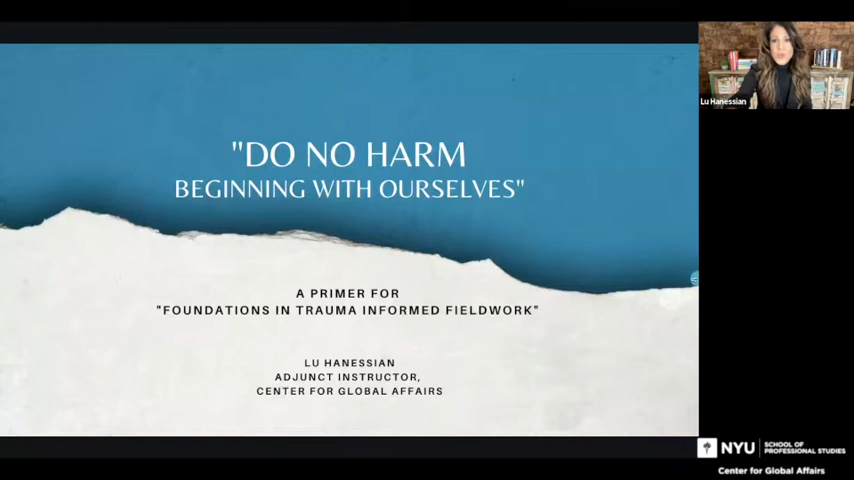 "DO NO HARM
BEGINNING WITH OURSELVES"
A PRIMER FOR
"FOUNDATIONS IN TRAUMA INFORMED FIELDWORK"
LU HANESSIAN
ADJUNCT INSTRUCTOR,
CENTER FOR GLOBAL AFFAIRS
Lu Hanessian
NYU
SCHOOL OF
PROFESSIONAL STUDIES
Center for Global Affairs